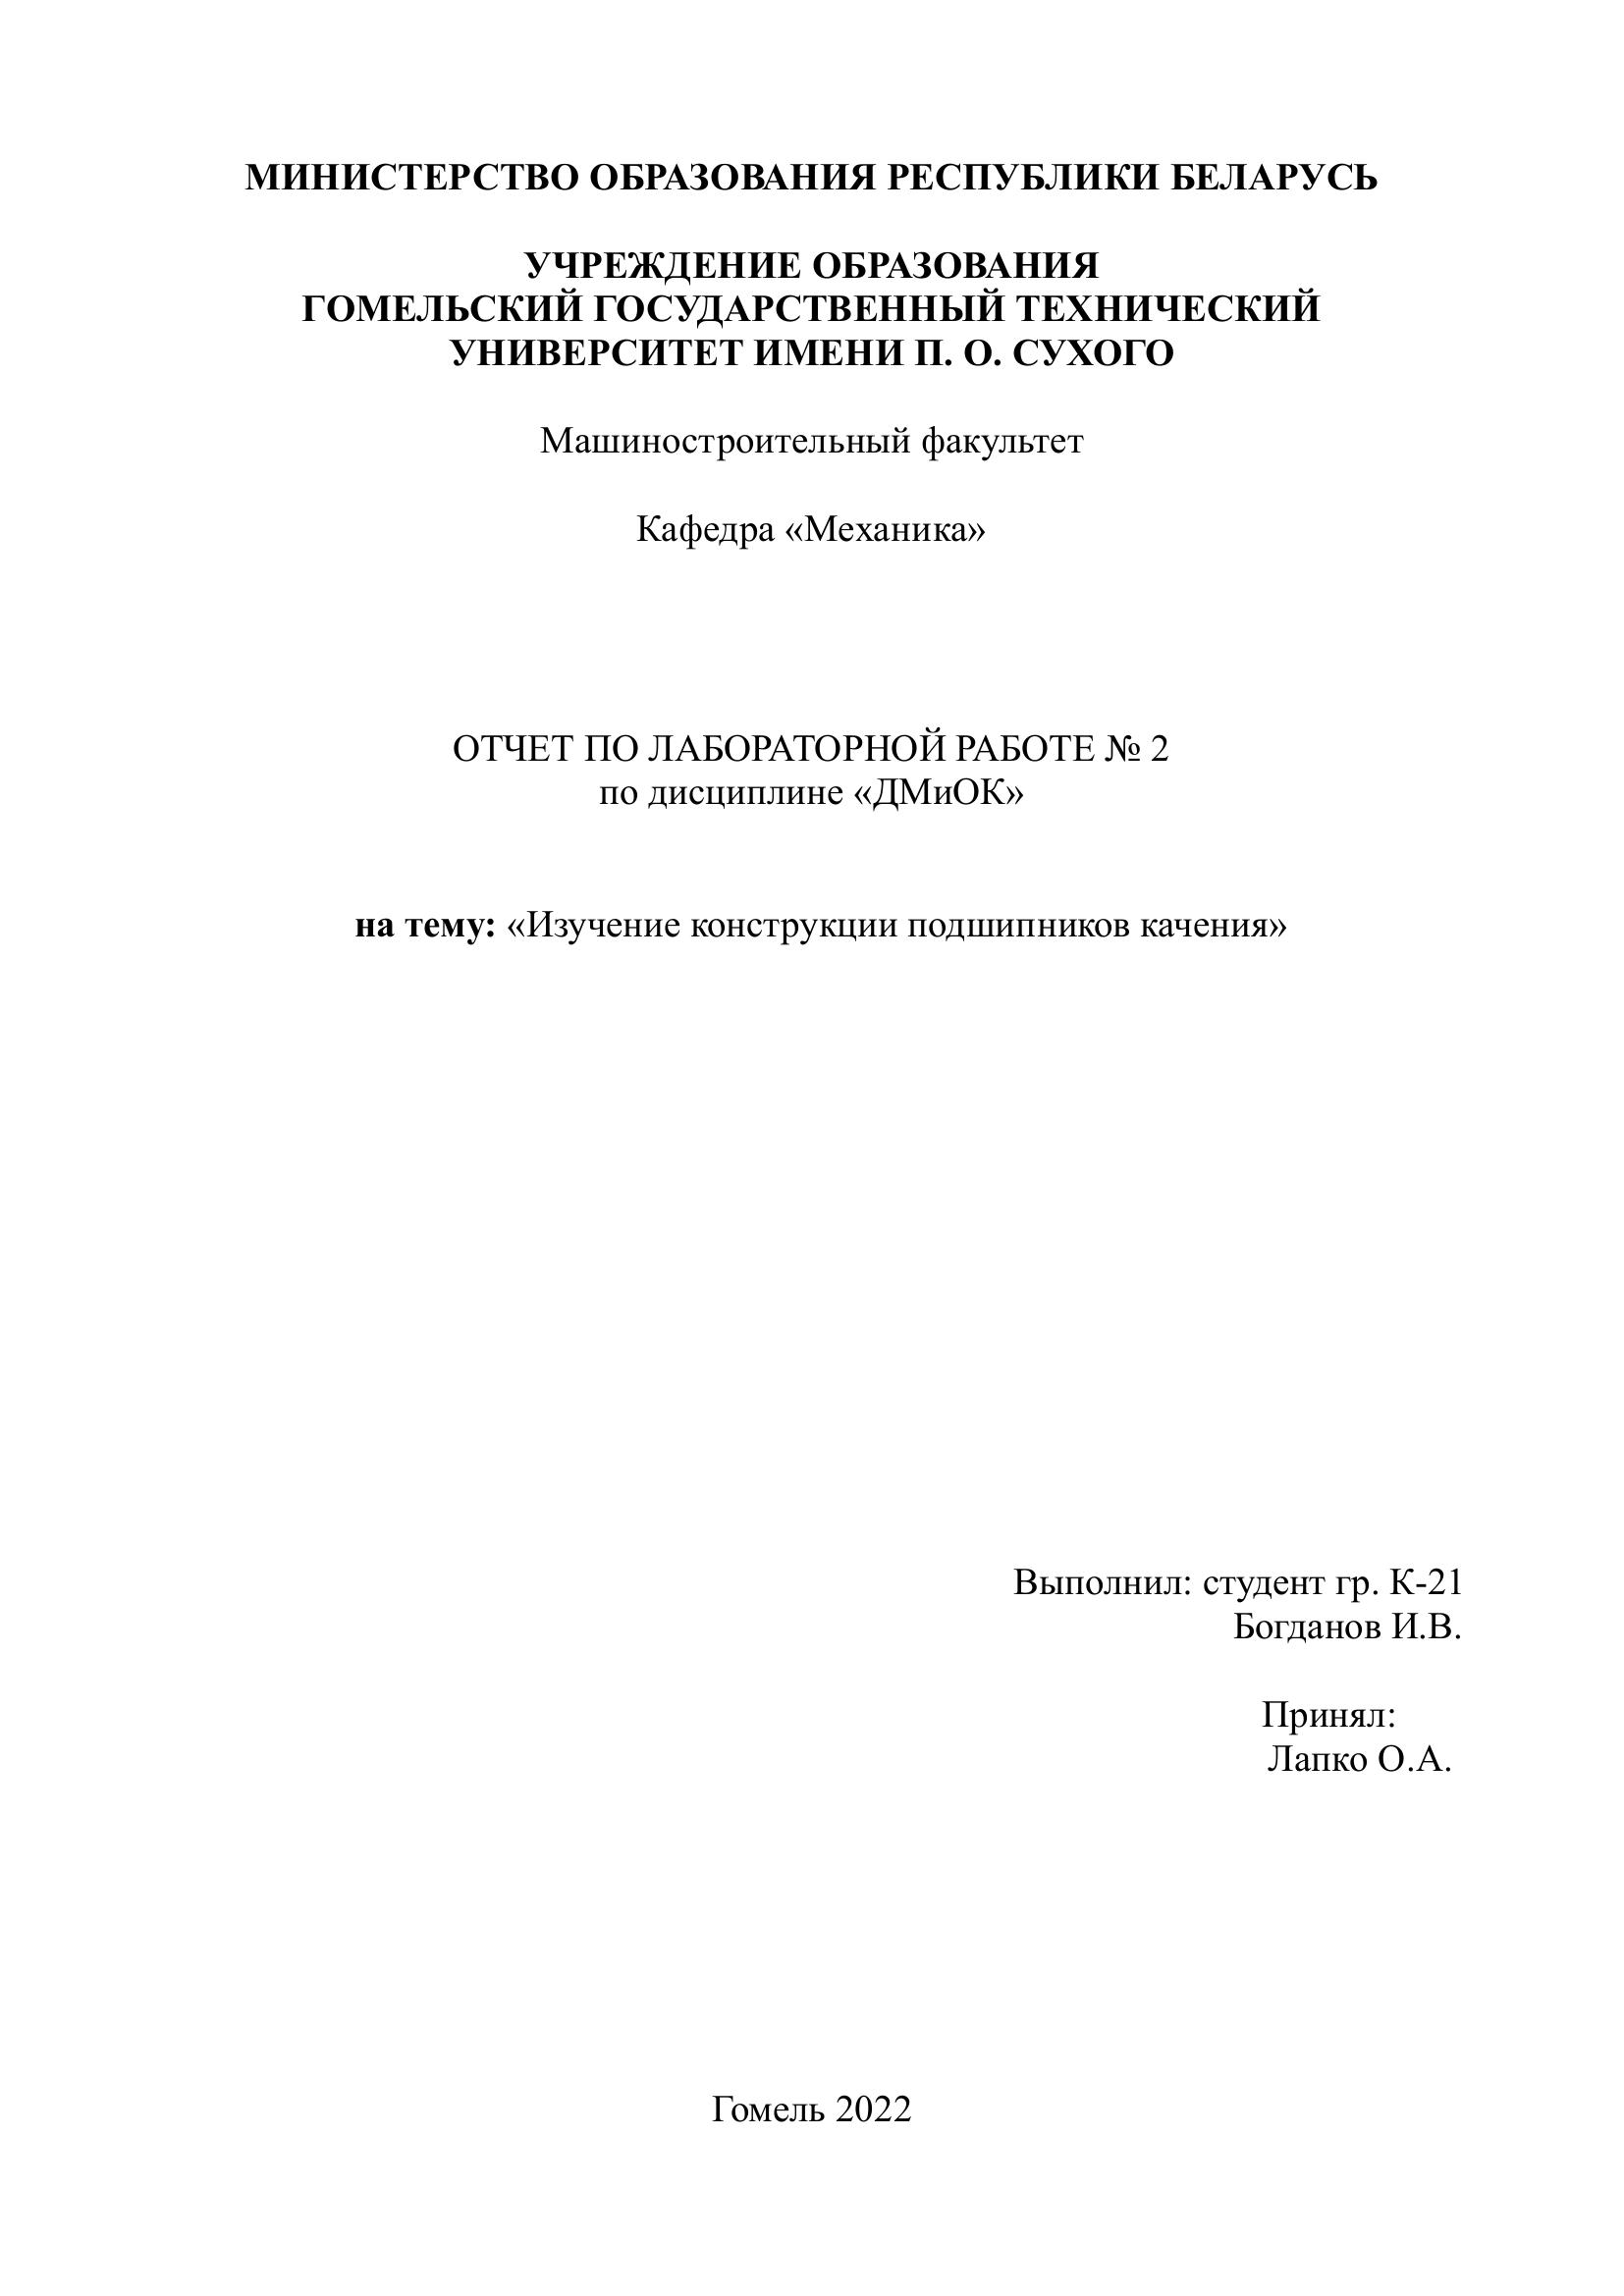 МИНИСТЕРСТВО ОБРАЗОВАНИЯ РЕСПУБЛИКИ БЕЛАРУСЬ
УЧРЕЖДЕНИЕ ОБРАЗОВАНИЯ
ГОМЕЛЬСКИЙ ГОСУДАРСТВЕННЫЙ ТЕХНИЧЕСКИЙ
УНИВЕРСИТЕТ ИМЕНИ П. О. СУХОГО
Машиностроительный факультет
Кафедра «Механика»
ОТЧЕТ ПО ЛАБОРАТОРНОЙ РАБОТЕ № 2
по дисциплине «ДМиОК»
на тему: «Изучение конструкции подшипников качения»
Выполнил: студент гр. К-21
Богданов И.В.
Принял:
Лапко О.А.
Гомель 2022